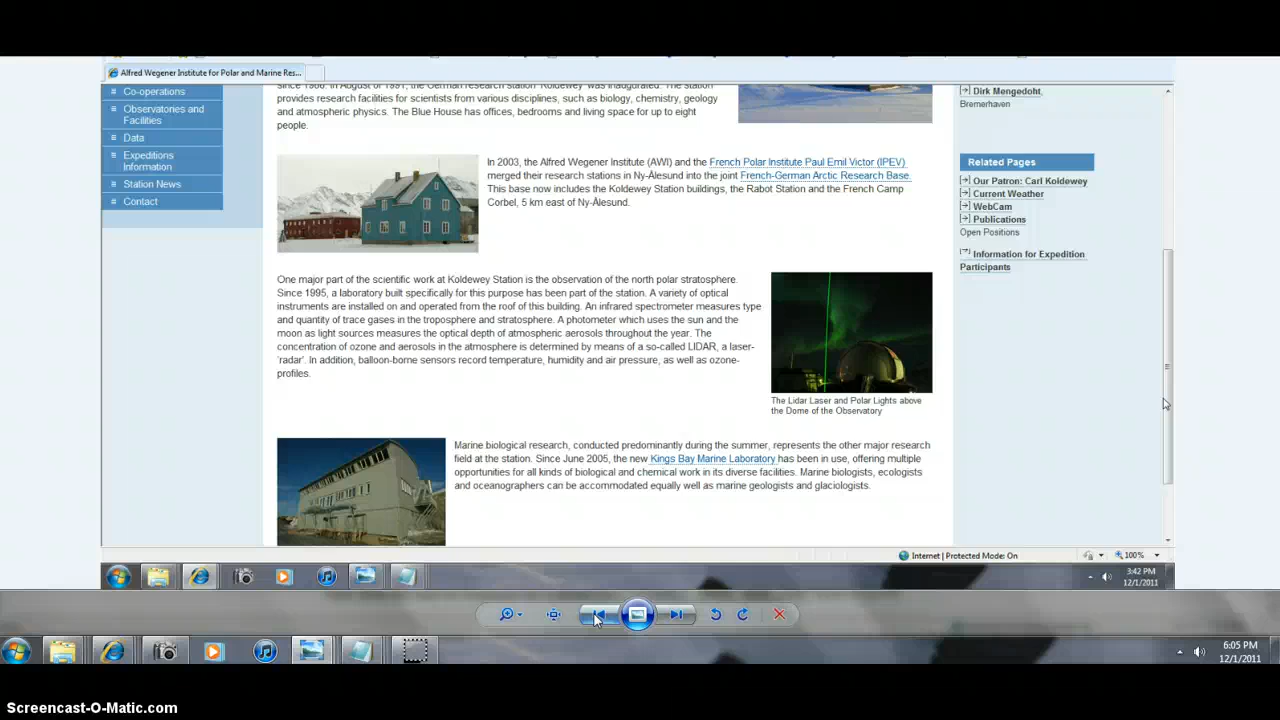 Alfred Wegener Institute for Polar and Marine Res...
Co-operations
Observatories and
Facilities
Data
Expeditions
Information
Station News
Contact
since 1988. In August of 1991, the German research station 'Koldewey' was inaugurated. The station
provides research facilities for scientists from various disciplines, such as biology, chemistry, geology
and atmospheric physics. The Blue House has offices, bedrooms and living space for up to eight
people.
In 2003, the Alfred Wegener Institute (AWI) and the French Polar Institute Paul Emil Victor (IPEV)
merged their research stations in Ny-Ålesund into the joint French-German Arctic Research Base.
This base now includes the Koldewey Station buildings, the Rabot Station and the French Camp
Corbel, 5 km east of Ny-Ålesund.
One major part of the scientific work at Koldewey Station is the observation of the north polar stratosphere.
Since 1995, a laboratory built specifically for this purpose has been part of the station. A variety of optical
instruments are installed on and operated from the roof of this building. An infrared spectrometer measures type
and quantity of trace gases in the troposphere and stratosphere. A photometer which uses the sun and the
moon as light sources measures the optical depth of atmospheric aerosols throughout the year. The
concentration of ozone and aerosols in the atmosphere is determined by means of a so-called LIDAR, a laser-
'radar'. In addition, balloon-borne sensors record temperature, humidity and air pressure, as well as ozone-
profiles.
The Lidar Laser and Polar Lights above
the Dome of the Observatory
Marine biological research, conducted predominantly during the summer, represents the other major research
field at the station. Since June 2005, the new Kings Bay Marine Laboratory has been in use, offering multiple
opportunities for all kinds of biological and chemical work in its diverse facilities. Marine biologists, ecologists
and oceanographers can be accommodated equally well as marine geologists and glaciologists.
Dirk Mengedoht,
Bremerhaven
Related Pages
Our Patron: Carl Koldewey
Current Weather
WebCam
Publications
Open Positions
Information for Expedition
Participants
Internet | Protected Mode: On
100%
3:42 PM
12/1/2011
6:05 PM
12/1/2011
Screencast-O-Matic.com